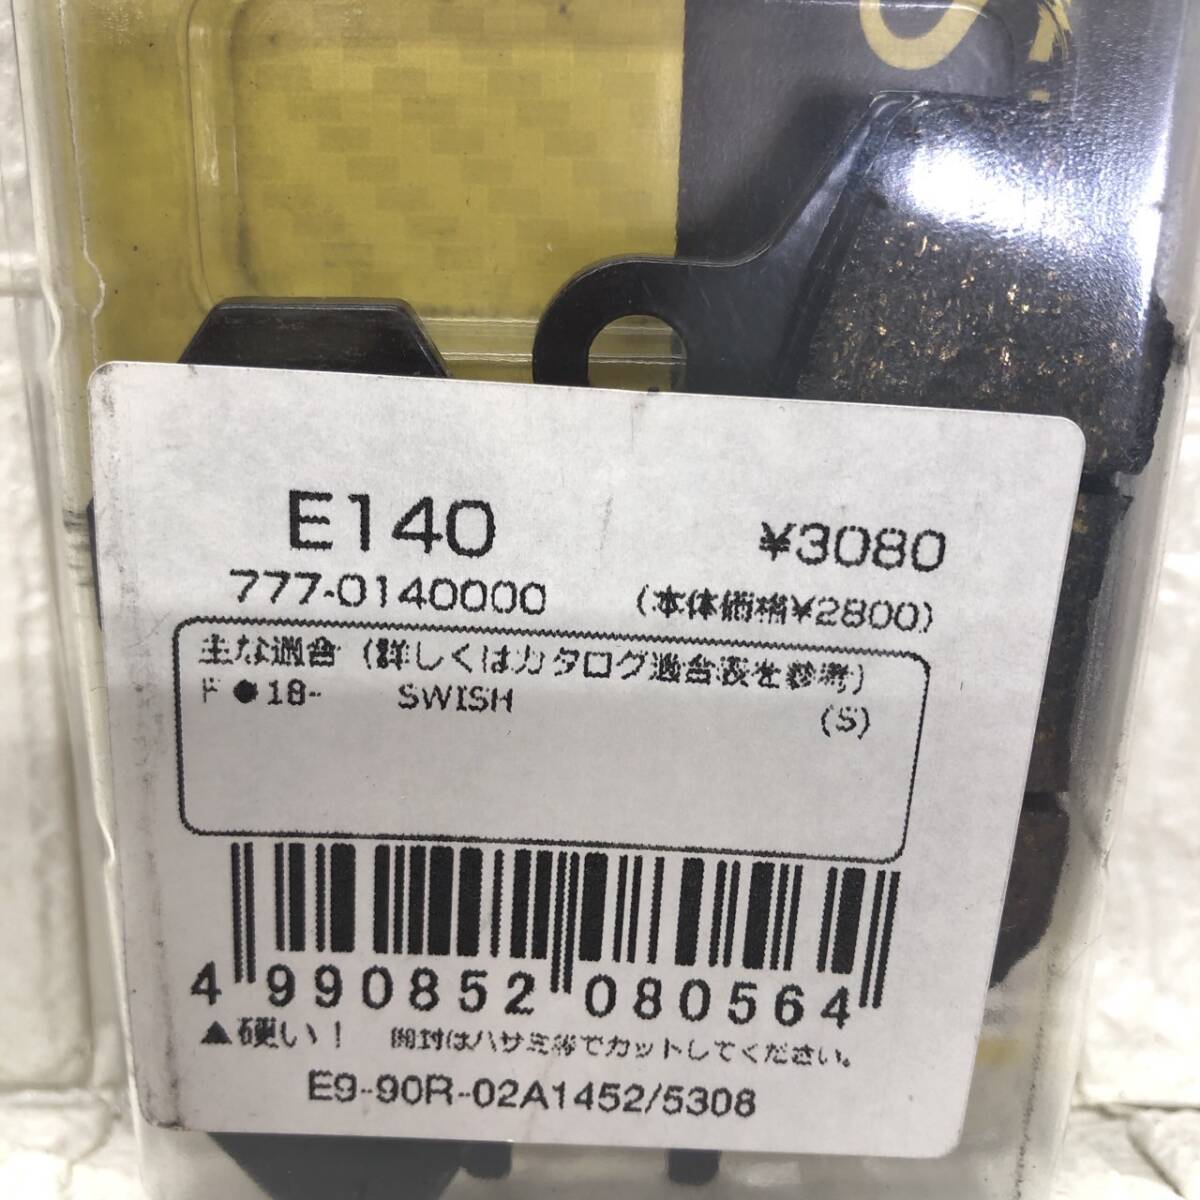 S
E140
¥3080
777-0140000
(本体価格¥2800)
主な適合 (詳しくはカタログ適合表を参考)
F ●18- SWISH (S)
4 990852 080564
▲硬い! 開封はハサミ等でカットしてください。
E9-90R-02A1452/5308